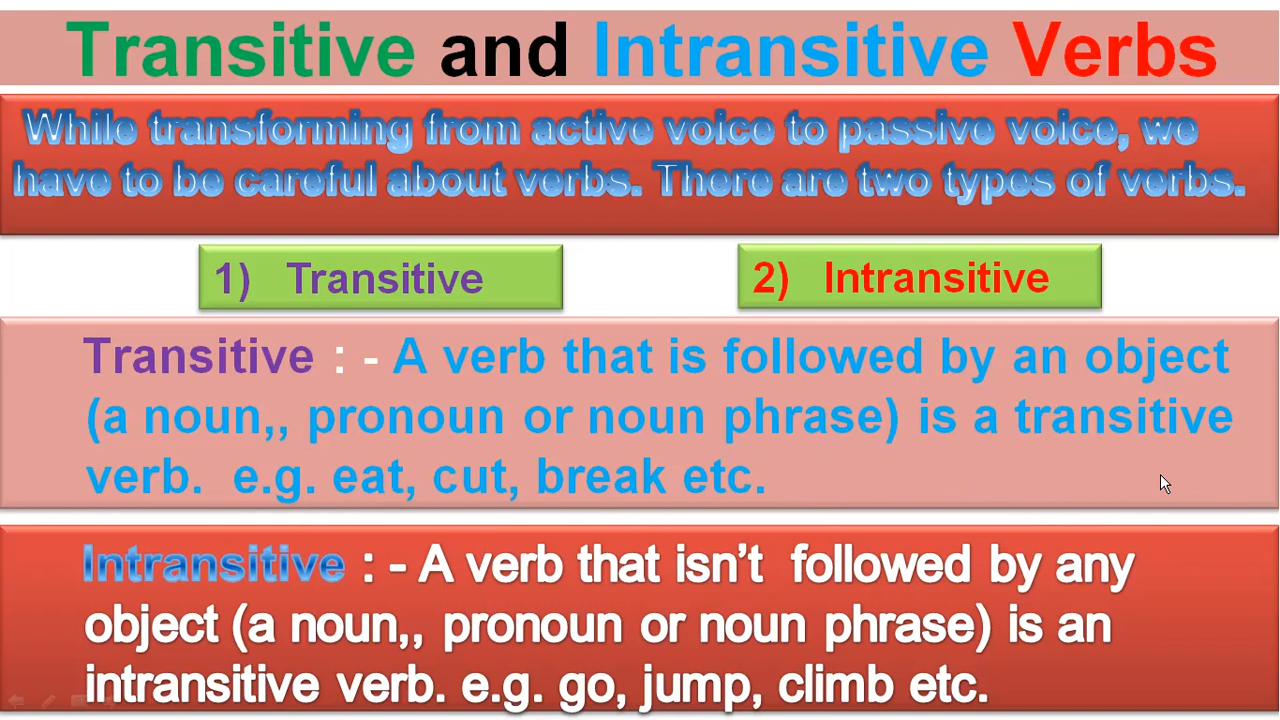 Transitive and Intransitive Verbs
While transforming from active voice to passive voice, we
have to be careful about verbs. There are two types of verbs.
1) Transitive
2) Intransitive
Transitive : - A verb that is followed by an object
(a noun,, pronoun or noun phrase) is a transitive
verb. e.g. eat, cut, break etc.
Intransitive : - A verb that isn’t followed by any
object (a noun,, pronoun or noun phrase) is an
intransitive verb. e.g. go, jump, climb etc.